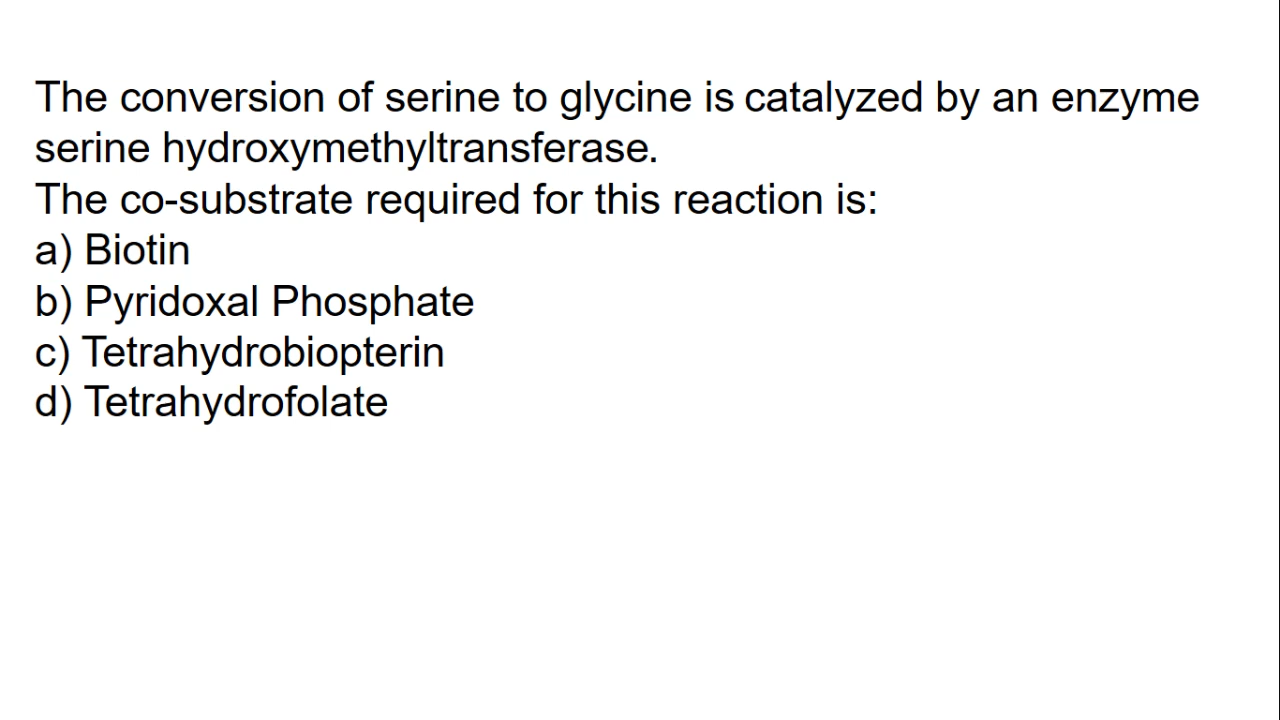 The conversion of serine to glycine is catalyzed by an enzyme
serine hydroxymethyltransferase.
The co-substrate required for this reaction is:
a) Biotin
b) Pyridoxal Phosphate
c) Tetrahydrobiopterin
d) Tetrahydrofolate